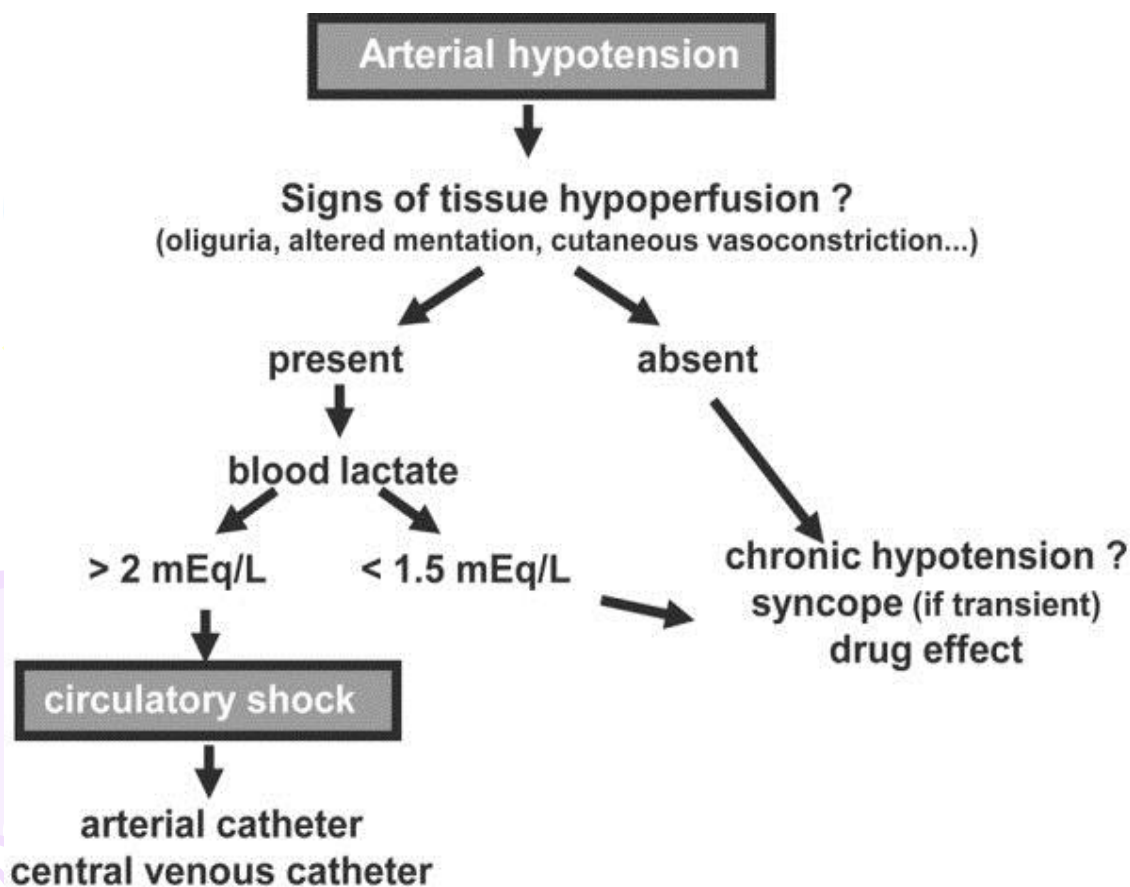 Arterial hypotension
Signs of tissue hypoperfusion ?
(oliguria, altered mentation, cutaneous vasoconstriction...)
present
absent
blood lactate
> 2 mEq/L
< 1.5 mEq/L
chronic hypotension ?
syncope (if transient)
drug effect
circulatory shock
arterial catheter
central venous catheter